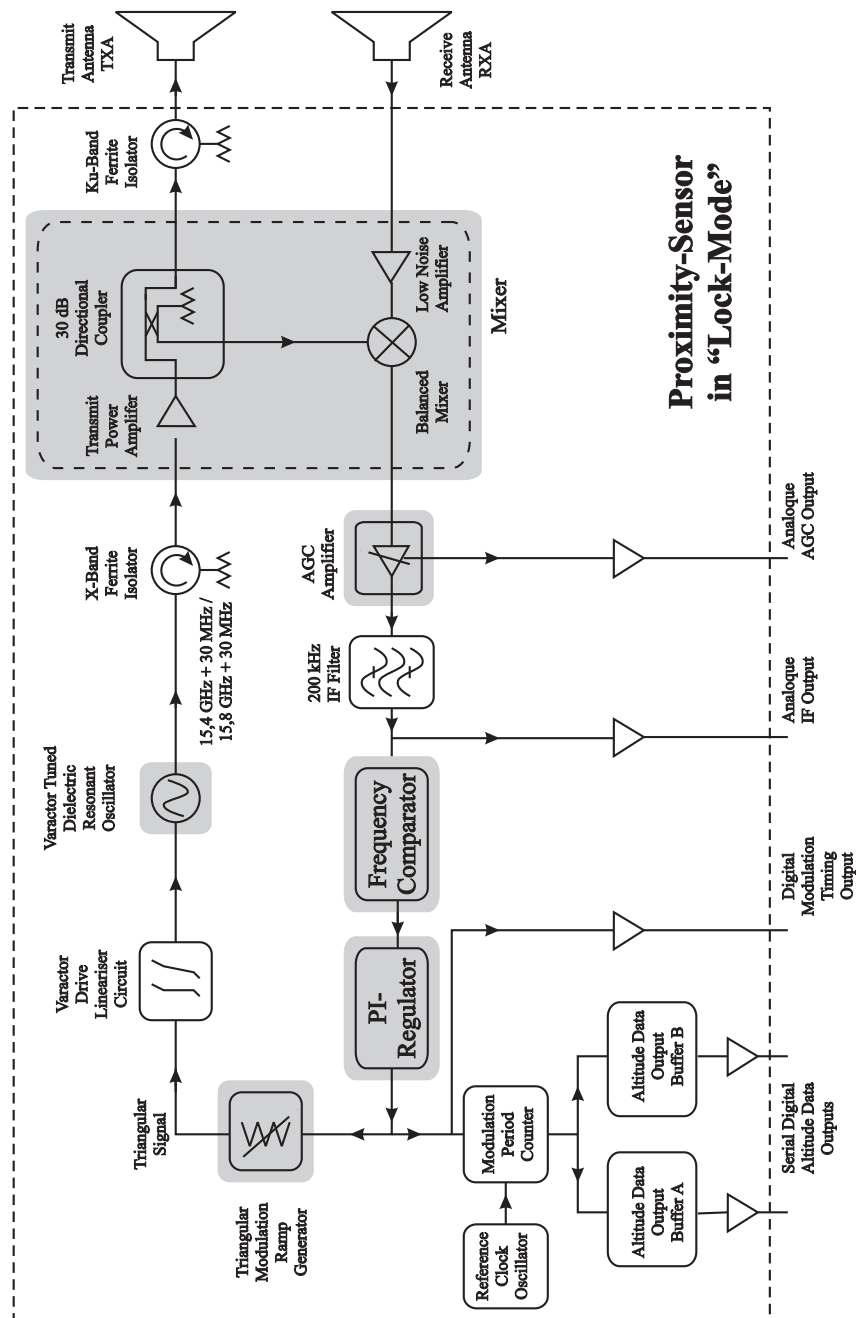 Transmit
Antenna
TXA
Receive
Antenna
RXA
Ku-Band
Ferrite
Isolator
30 dB
Directional
Coupler
Low Noise
Amplifier
Mixer
Transmit
Power
Amplifer
Balanced
Mixer
Proximity-Sensor
in “Lock-Mode”
X-Band
Ferrite
Isolator
15,4 GHz + 30 MHz /
15,8 GHz + 30 MHz
AGC
Amplifier
Analoque
AGC Output
200 kHz
IF Filter
Analoque
IF Output
Varactor Tuned
Dielectric
Resonant
Oscillator
Frequency
Comparator
Digital
Modulation
Timing
Output
Varactor
Drive
Lineariser
Circuit
PI-
Regulator
Triangular
Signal
Triangular
Modulation
Ramp
Generator
Modulation
Period
Counter
Reference
Clock
Oscillator
Altitude Data
Output
Buffer B
Altitude Data
Output
Buffer A
Serial Digital
Altitude Data
Outputs